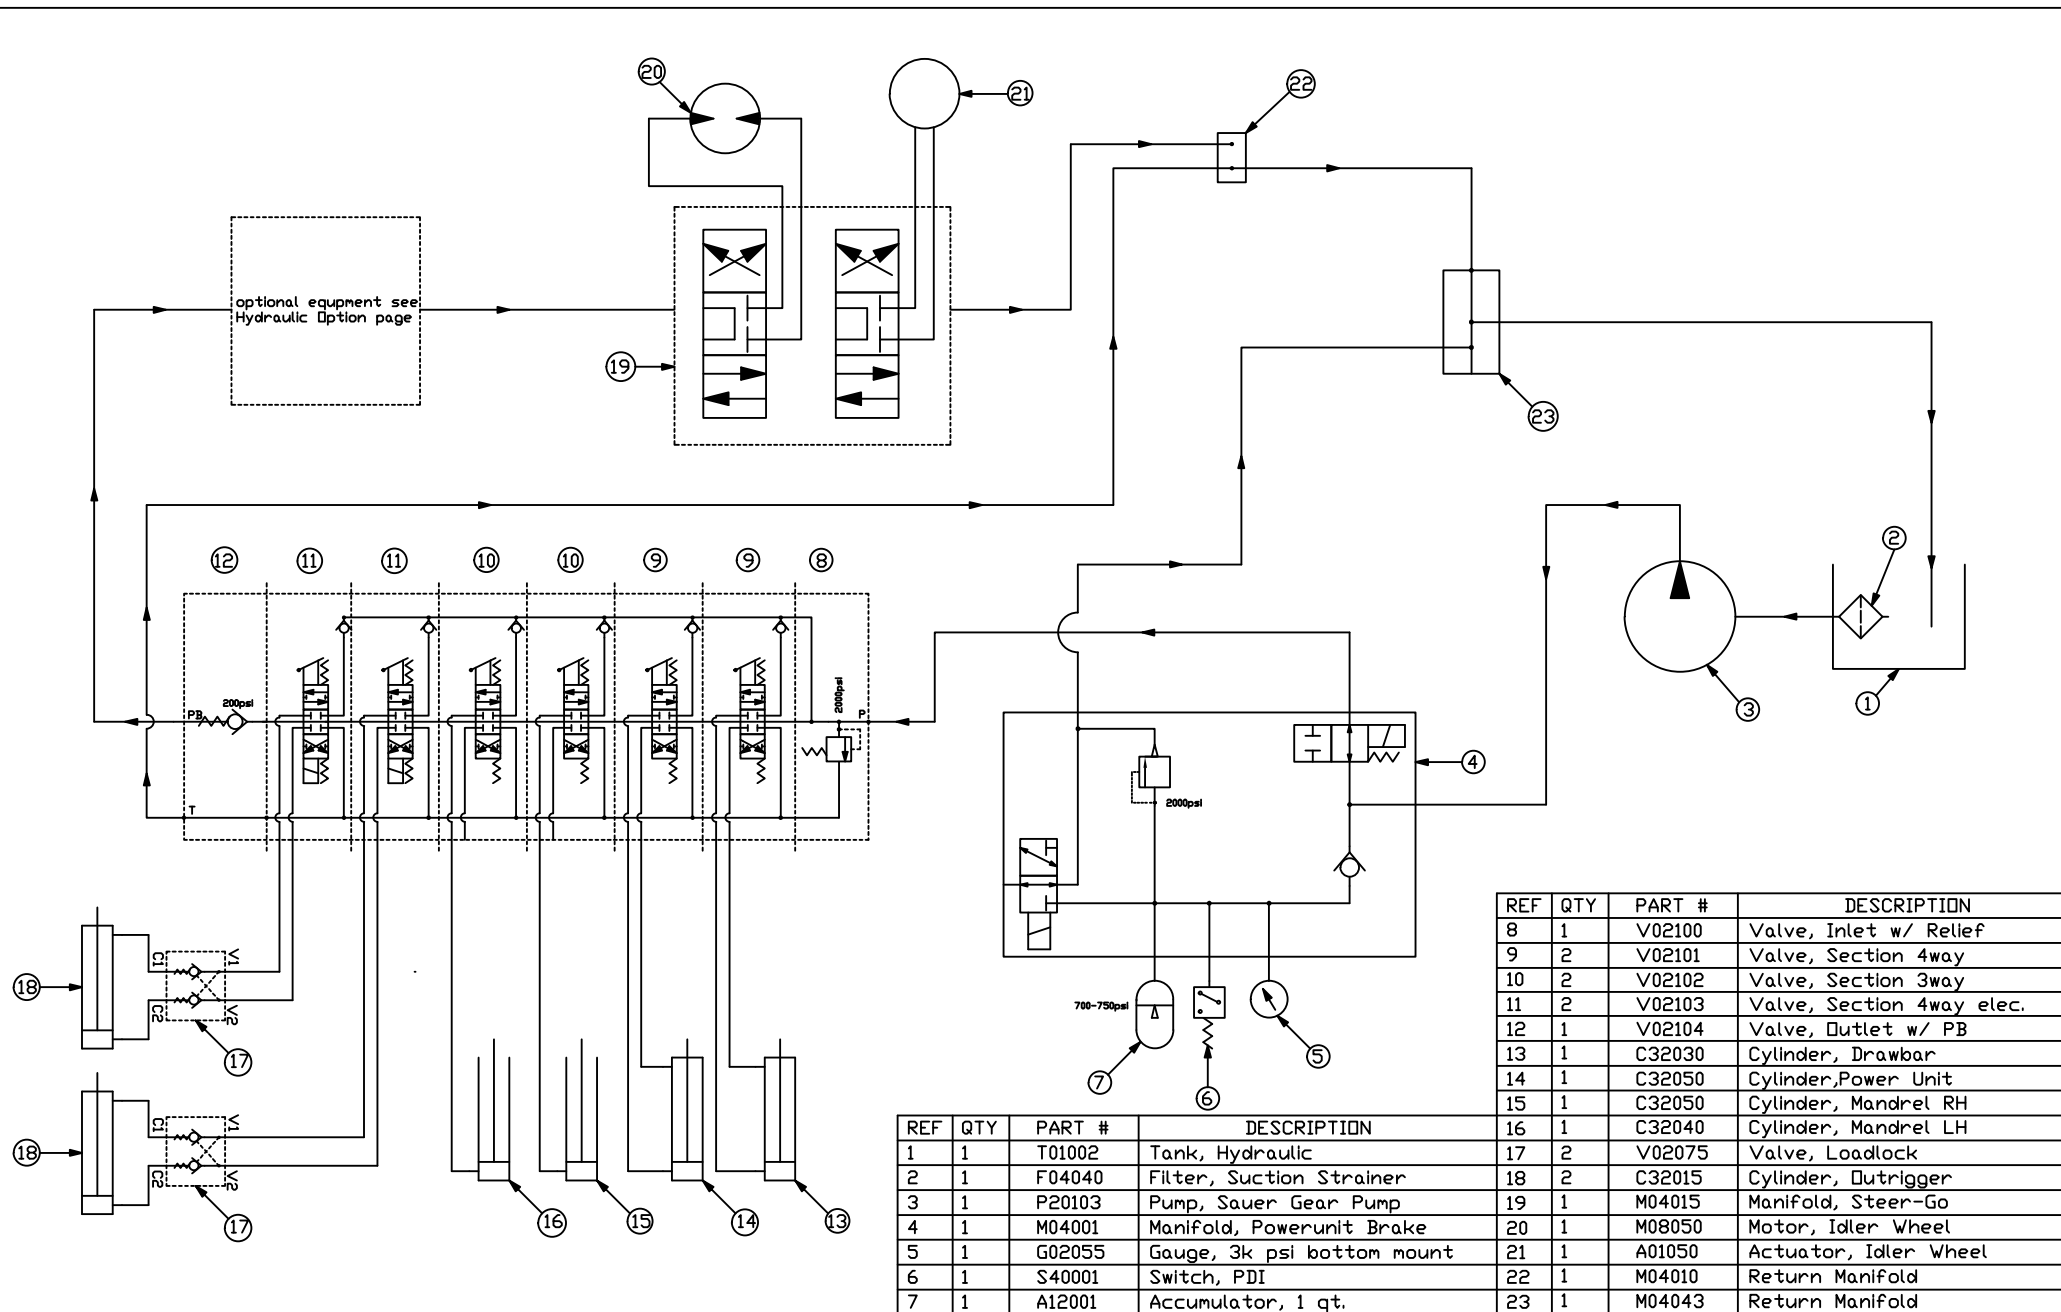 20
21
22
optional equpment see
Hydraulic Option page
19
23
2
12
11
11
10
10
9
9
8
3
1
200psi
2000psi
PB
P
T
4
2000psi
C1
V1
18
C2
V2
17
700-750psi
7
6
5
C1
V1
18
C2
V2
17
16
15
14
13
REF QTY PART # DESCRIPTION
8 1 V02100 Valve, Inlet w/ Relief
9 2 V02101 Valve, Section 4way
10 2 V02102 Valve, Section 3way
11 2 V02103 Valve, Section 4way elec.
12 1 V02104 Valve, Outlet w/ PB
13 1 C32030 Cylinder, Drawbar
14 1 C32050 Cylinder,Power Unit
15 1 C32050 Cylinder, Mandrel RH
16 1 C32040 Cylinder, Mandrel LH
17 2 V02075 Valve, Loadlock
18 2 C32015 Cylinder, Outrigger
19 1 M04015 Manifold, Steer-Go
20 1 M08050 Motor, Idler Wheel
21 1 A01050 Actuator, Idler Wheel
22 1 M04010 Return Manifold
23 1 M04043 Return Manifold
REF QTY PART # DESCRIPTION
1 1 T01002 Tank, Hydraulic
2 1 F04040 Filter, Suction Strainer
3 1 P20103 Pump, Sauer Gear Pump
4 1 M04001 Manifold, Powerunit Brake
5 1 G02055 Gauge, 3k psi bottom mount
6 1 S40001 Switch, PDI
7 1 A12001 Accumulator, 1 qt.